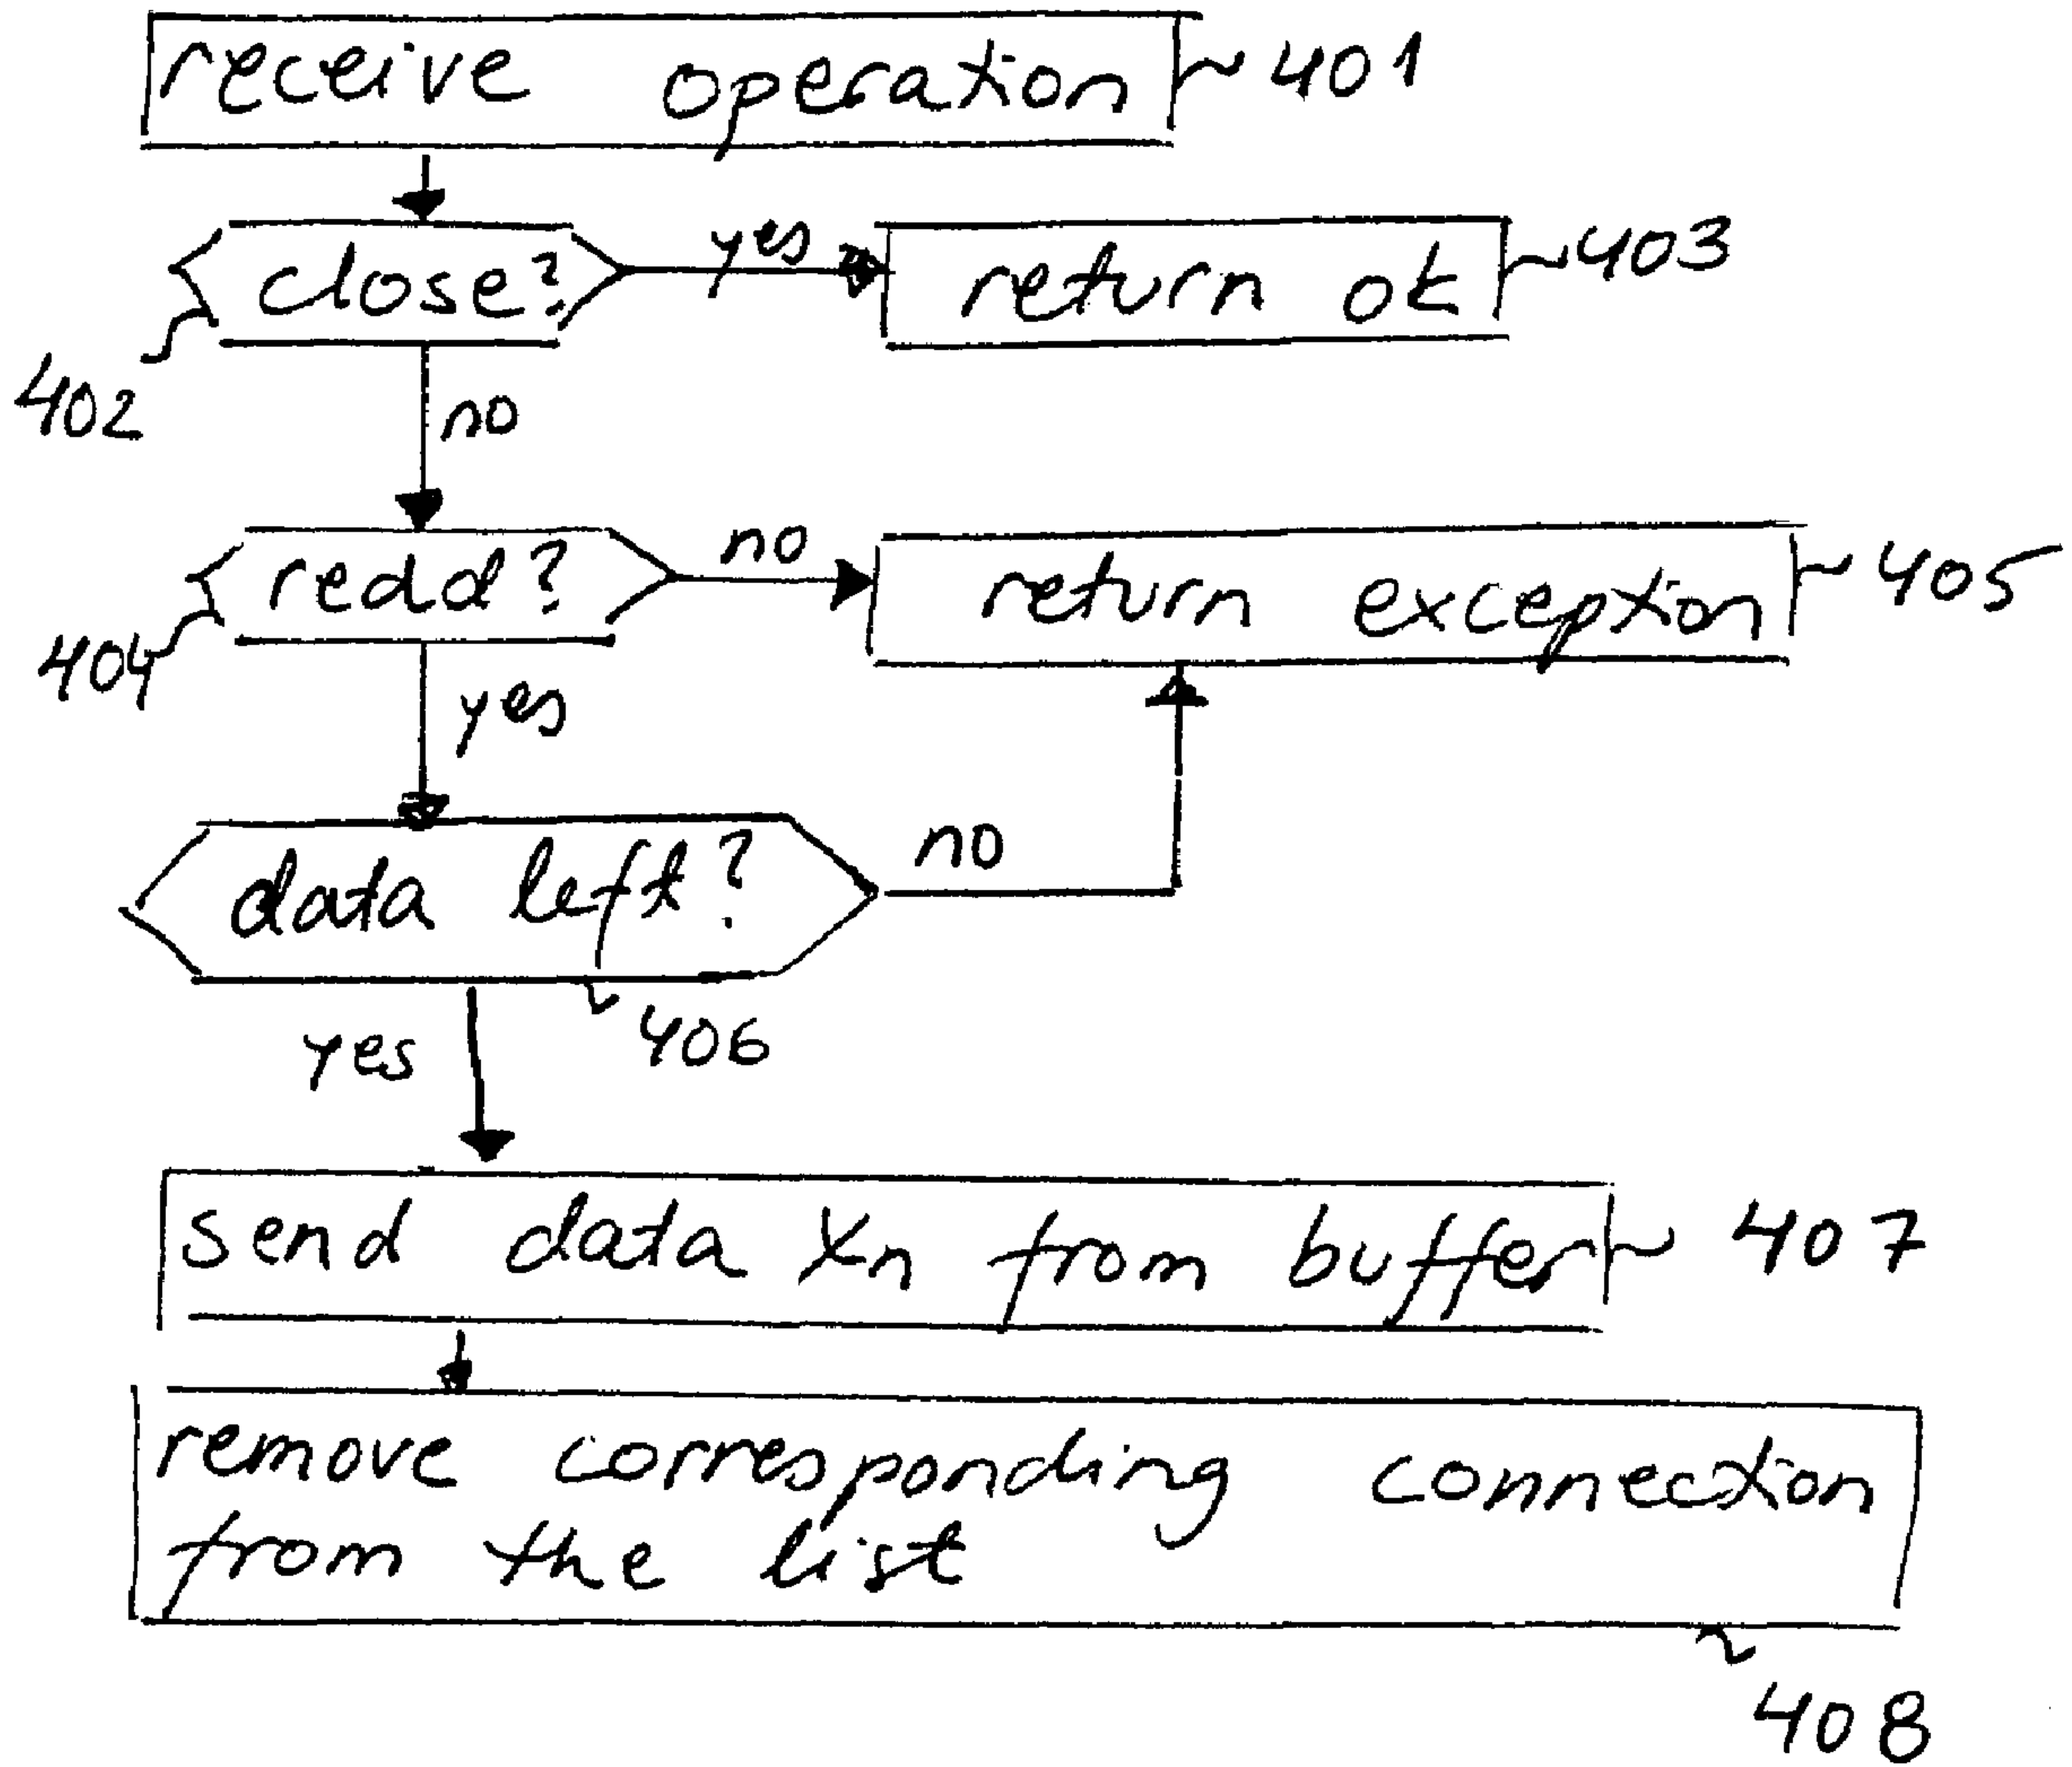 receive operation 401
close? yes return ok 403
402 no
read? no return exception 405
404 yes
data left? no
yes 406
send data Xn from buffer 407
remove corresponding connection
from the list
408